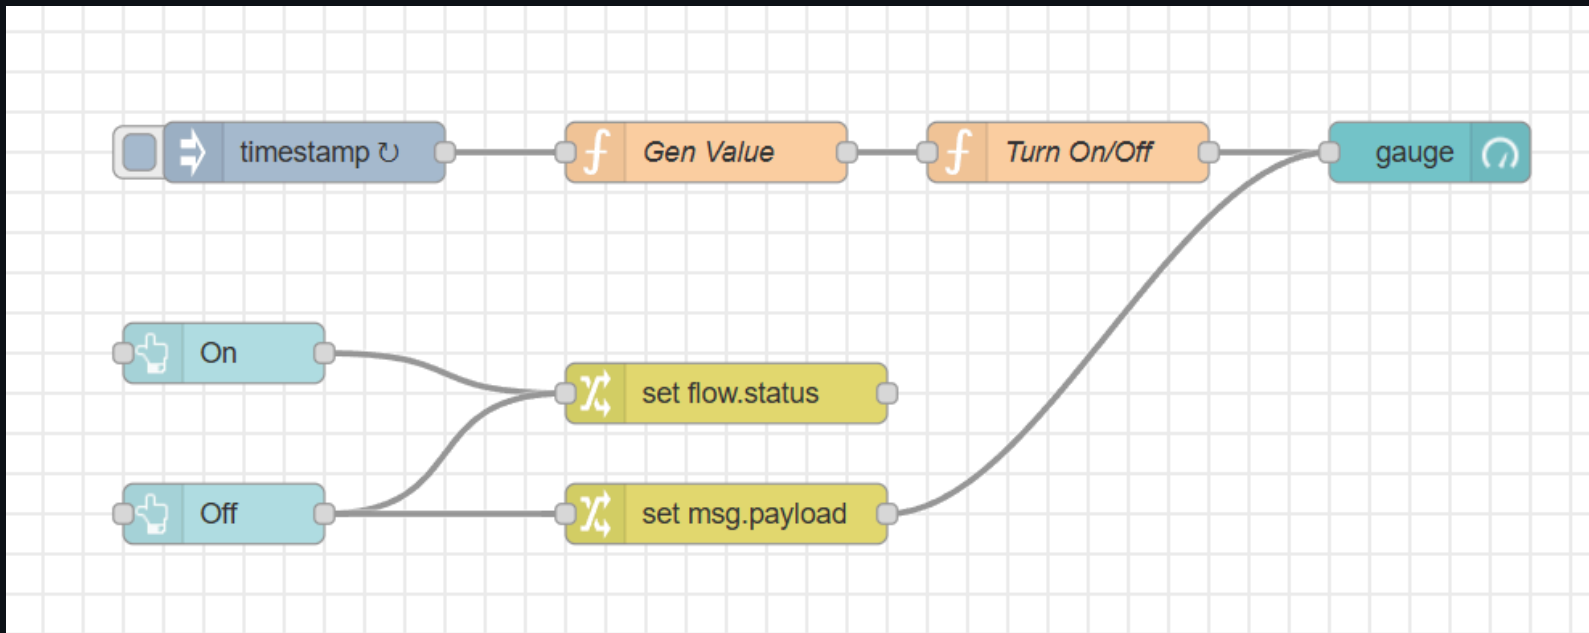 timestamp ↻
Gen Value
Turn On/Off
gauge
On
set flow.status
Off
set msg.payload